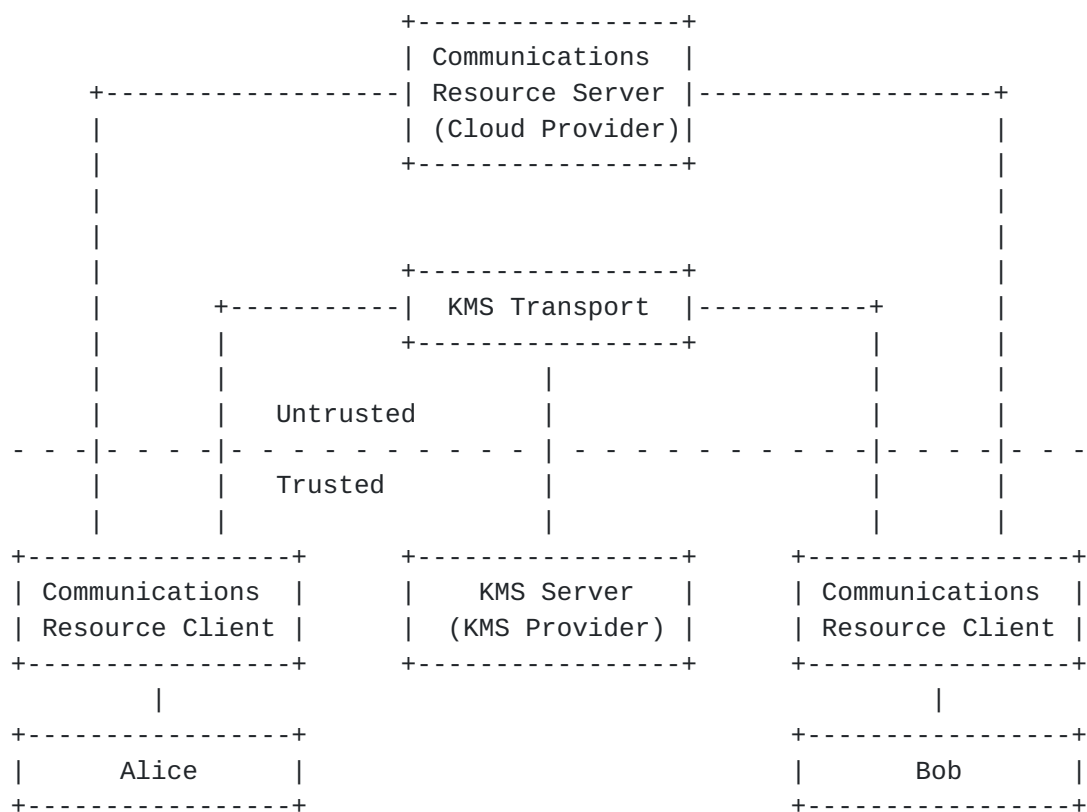 Communications
Resource Server
(Cloud Provider)
KMS Transport
Untrusted
Trusted
Communications
Resource Client
KMS Server
(KMS Provider)
Communications
Resource Client
Alice
Bob